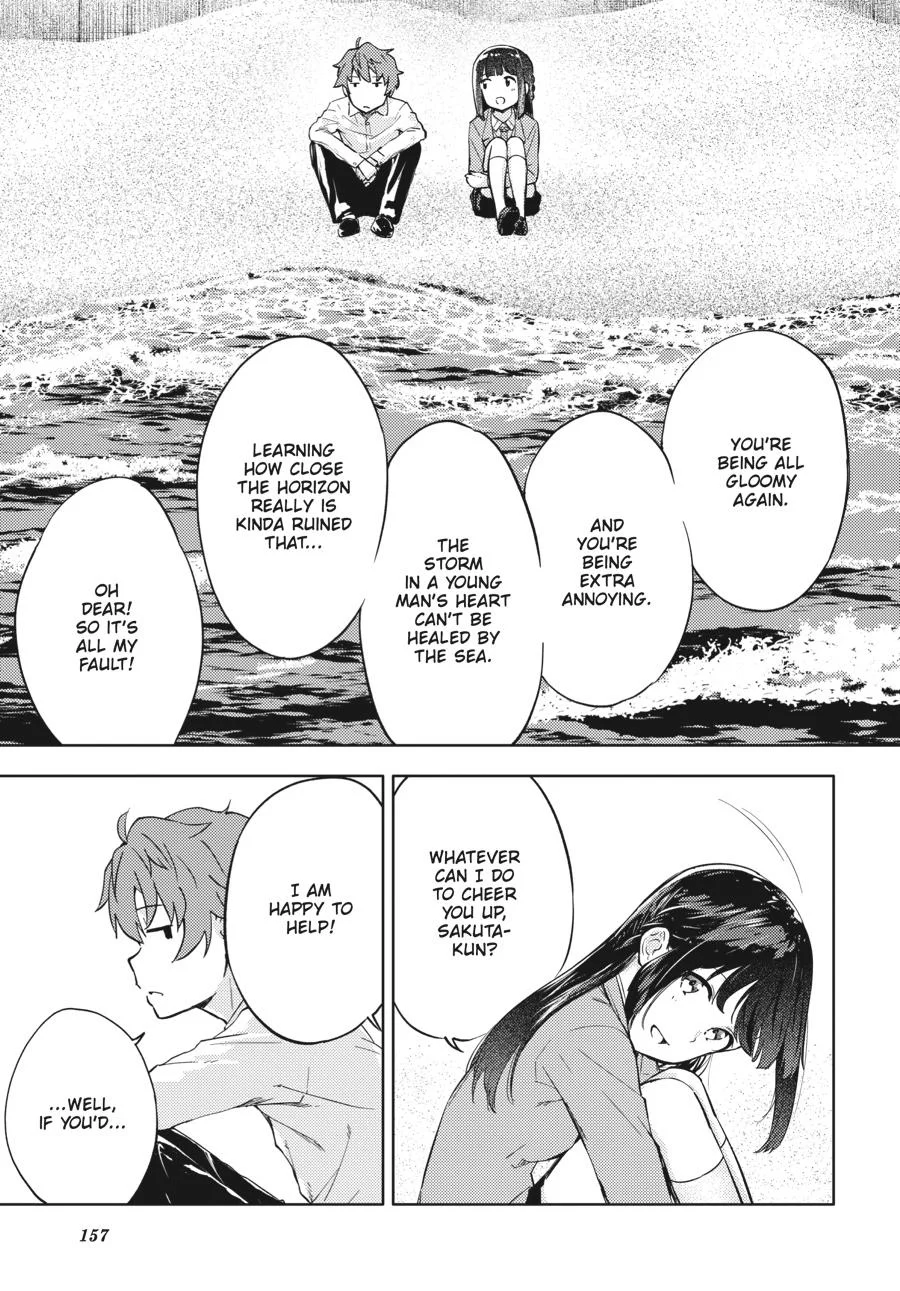 YOU'RE
BEING ALL
GLOOMY
AGAIN.
AND
YOU'RE
BEING
EXTRA
ANNOYING.
THE
STORM
IN A YOUNG
MAN'S HEART
CAN'T BE
HEALED BY
THE SEA.
LEARNING
HOW CLOSE
THE HORIZON
REALLY IS
KINDA RUINED
THAT...
OH
DEAR!
SO IT'S
ALL MY
FAULT!
WHATEVER
CAN I DO
TO CHEER
YOU UP,
SAKUTA-
KUN?
I AM
HAPPY TO
HELP!
...WELL,
IF YOU'D...
157